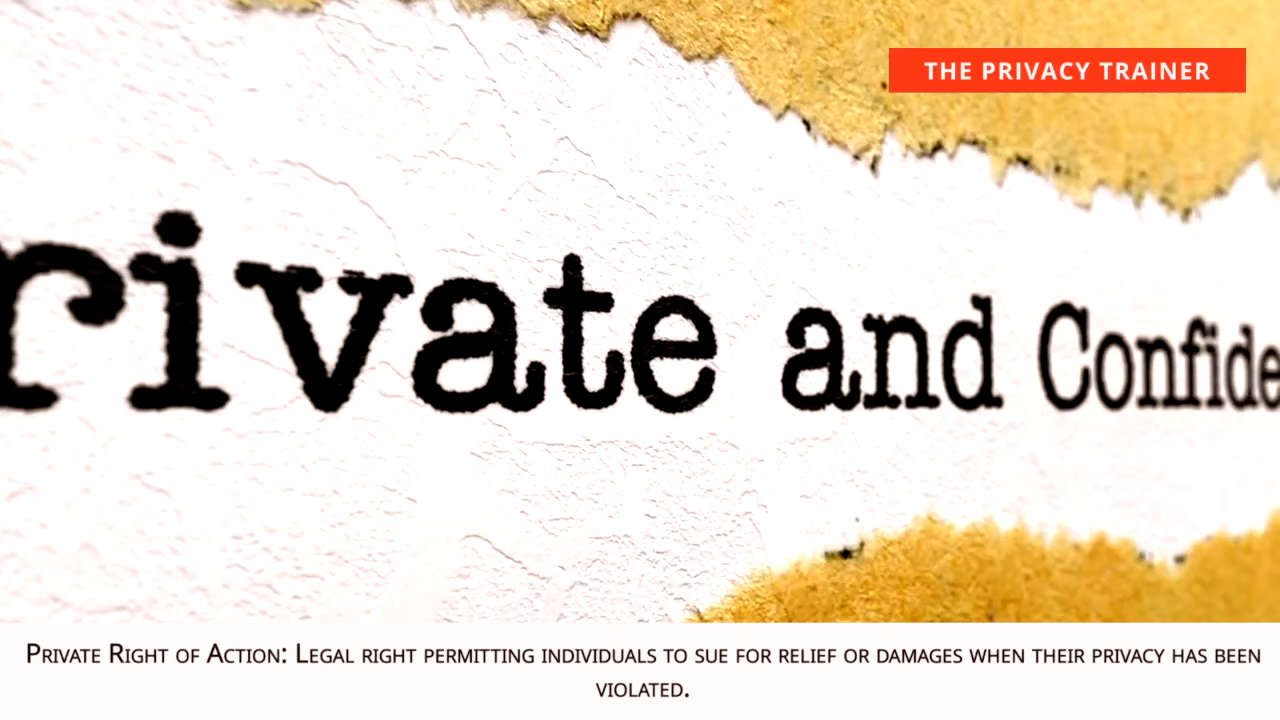 THE PRIVACY TRAINER
rivate and Confide
Private Right of Action: Legal right permitting individuals to sue for relief or damages when their privacy has been
violated.